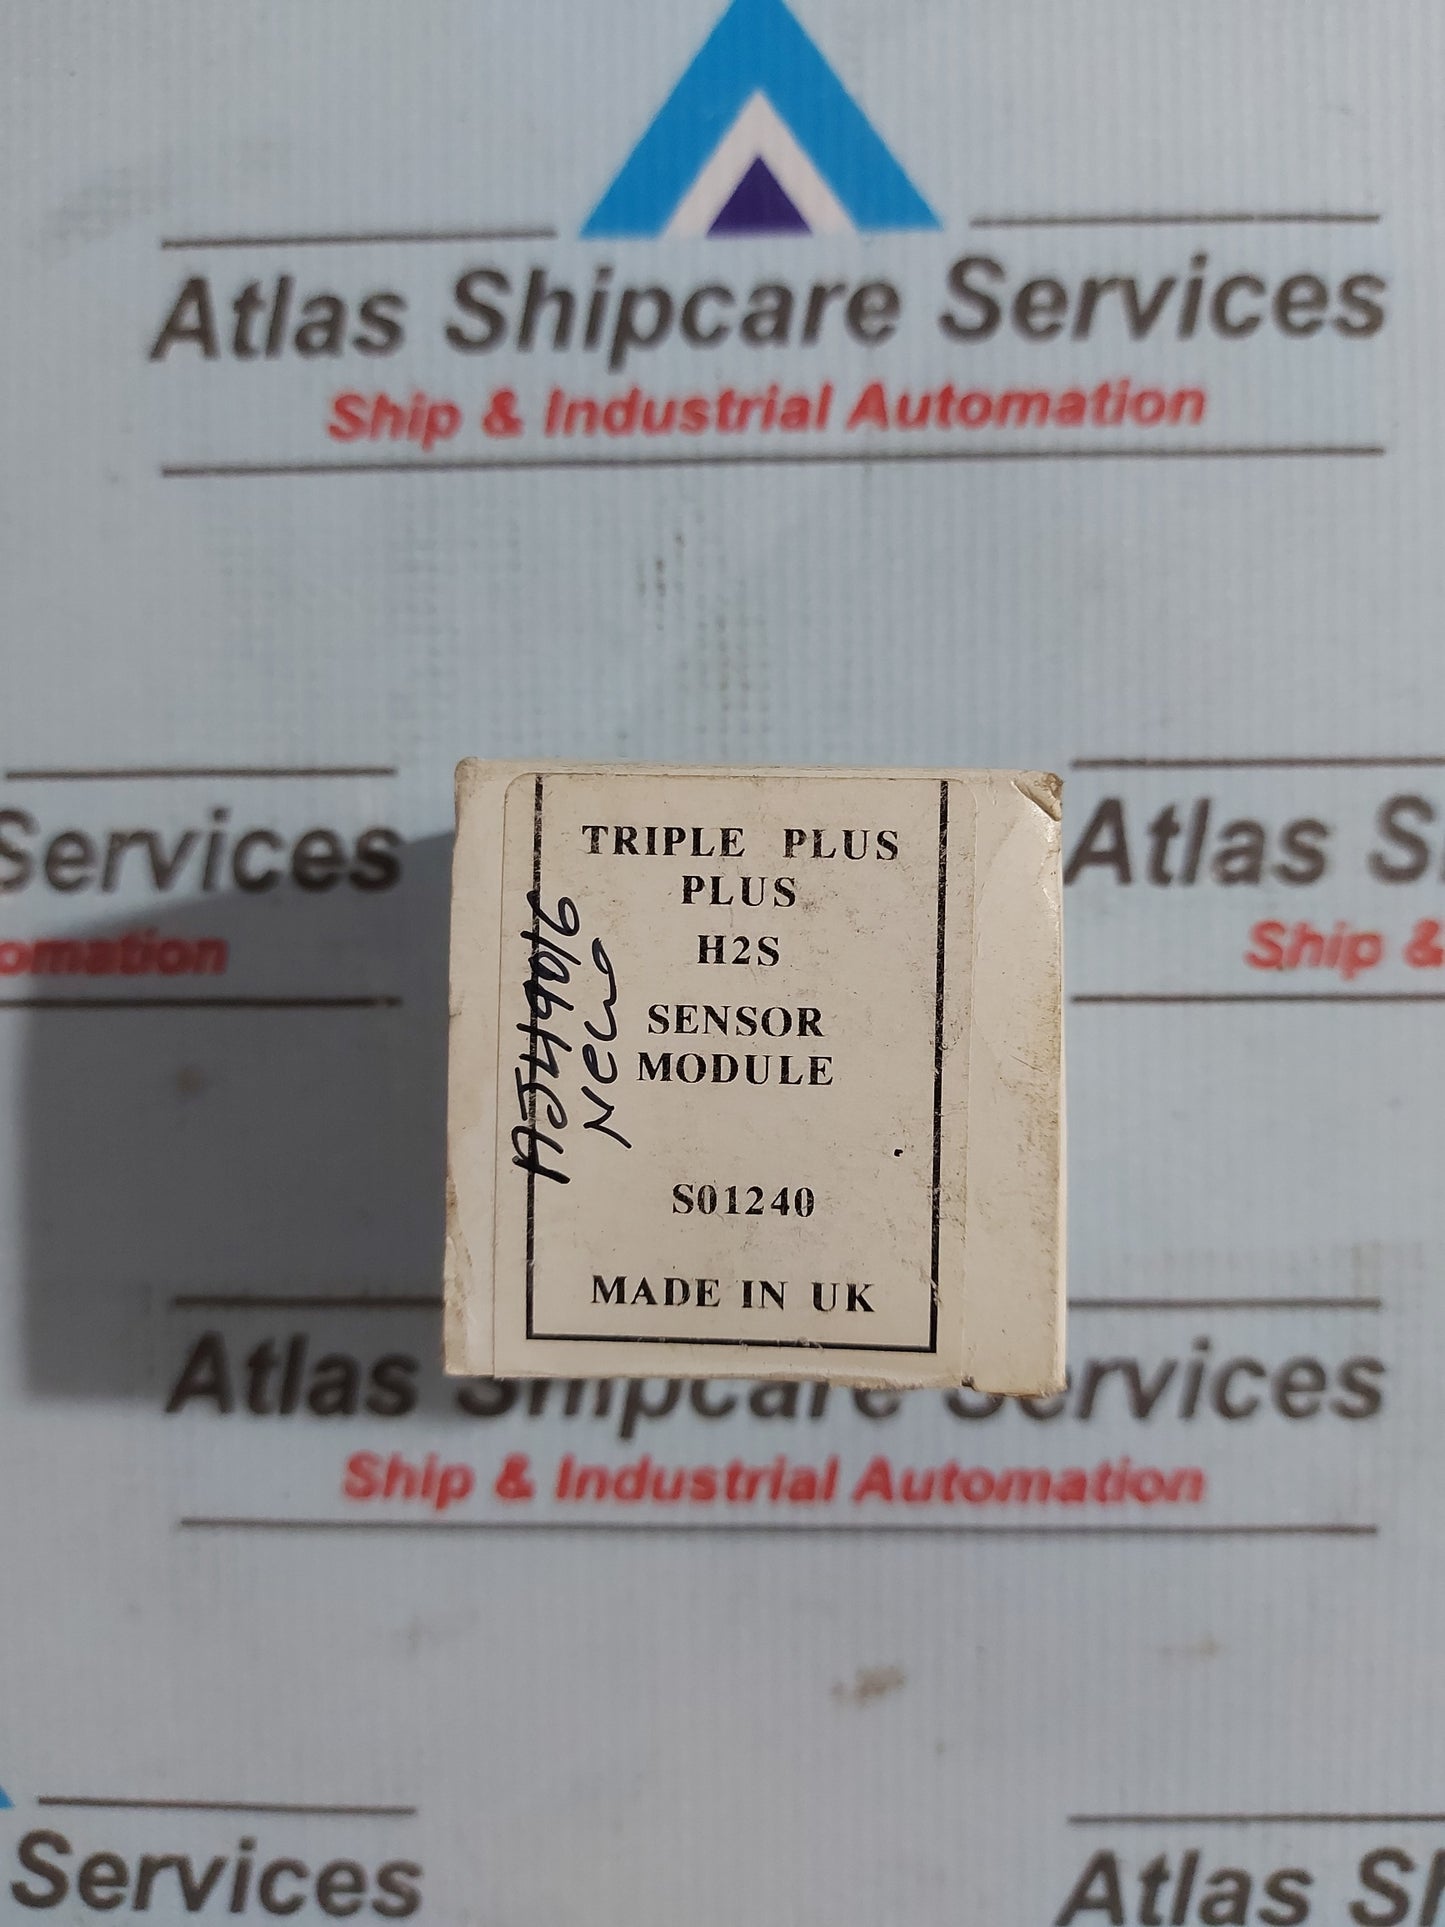 Atlas Shipcare Services
Ship & Industrial Automation
Services
omation
Atlas S
Ship &
TRIPLE PLUS
PLUS
H2S
SENSOR
MODULE
S01240
MADE IN UK
AJ49016
New
Atlas Shipcare Services
Ship & Industrial Automation
Services
Atlas Sh